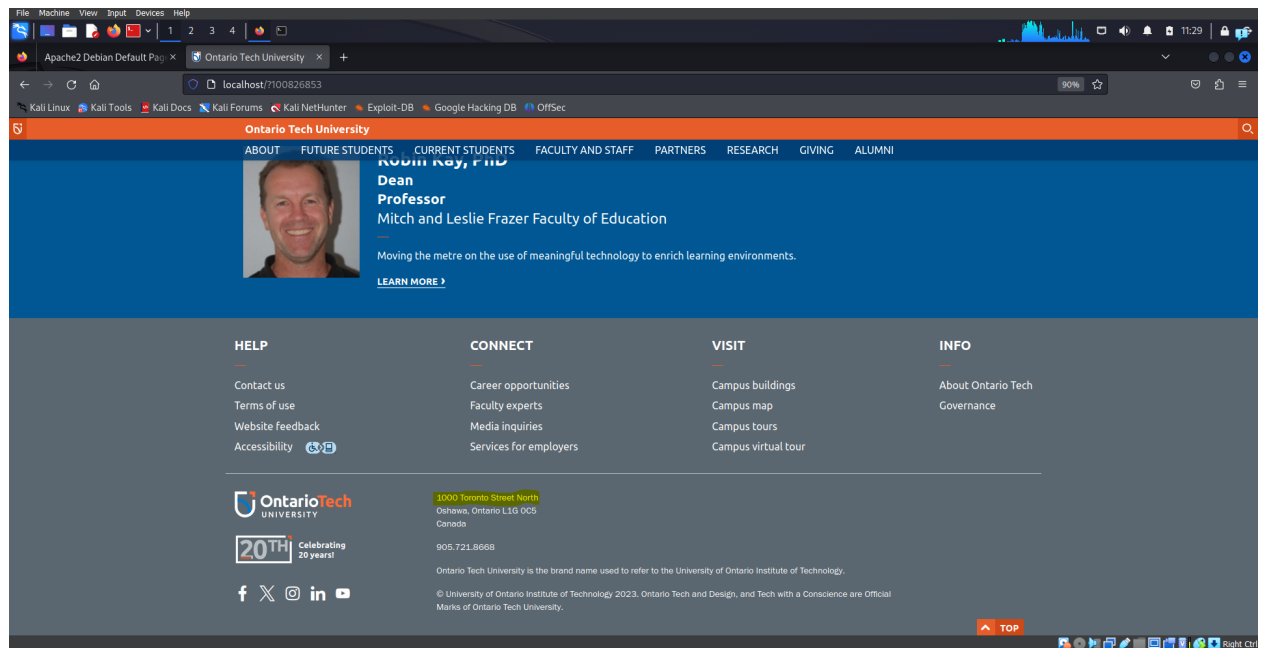 File Machine View Input Devices Help
1 2 3 4
11:29
Apache2 Debian Default Pag
Ontario Tech University
localhost/?100826853
90%
Kali Linux Kali Tools Kali Docs Kali Forums Kali NetHunter Exploit-DB Google Hacking DB OffSec
Ontario Tech University
ABOUT FUTURE STUDENTS CURRENT STUDENTS FACULTY AND STAFF PARTNERS RESEARCH GIVING ALUMNI
Robin Kay, PhD
Dean
Professor
Mitch and Leslie Frazer Faculty of Education
Moving the metre on the use of meaningful technology to enrich learning environments.
LEARN MORE
HELP
Contact us
Terms of use
Website feedback
Accessibility
CONNECT
Career opportunities
Faculty experts
Media inquiries
Services for employers
VISIT
Campus buildings
Campus map
Campus tours
Campus virtual tour
INFO
About Ontario Tech
Governance
OntarioTech
UNIVERSITY
20TH Celebrating
20 years!
1000 Toronto Street North
Oshawa, Ontario L1G 0C5
Canada
905.721.8668
Ontario Tech University is the brand name used to refer to the University of Ontario Institute of Technology.
© University of Ontario Institute of Technology 2023. Ontario Tech and Design, and Tech with a Conscience are Official
Marks of Ontario Tech University.
TOP
Right Ctrl